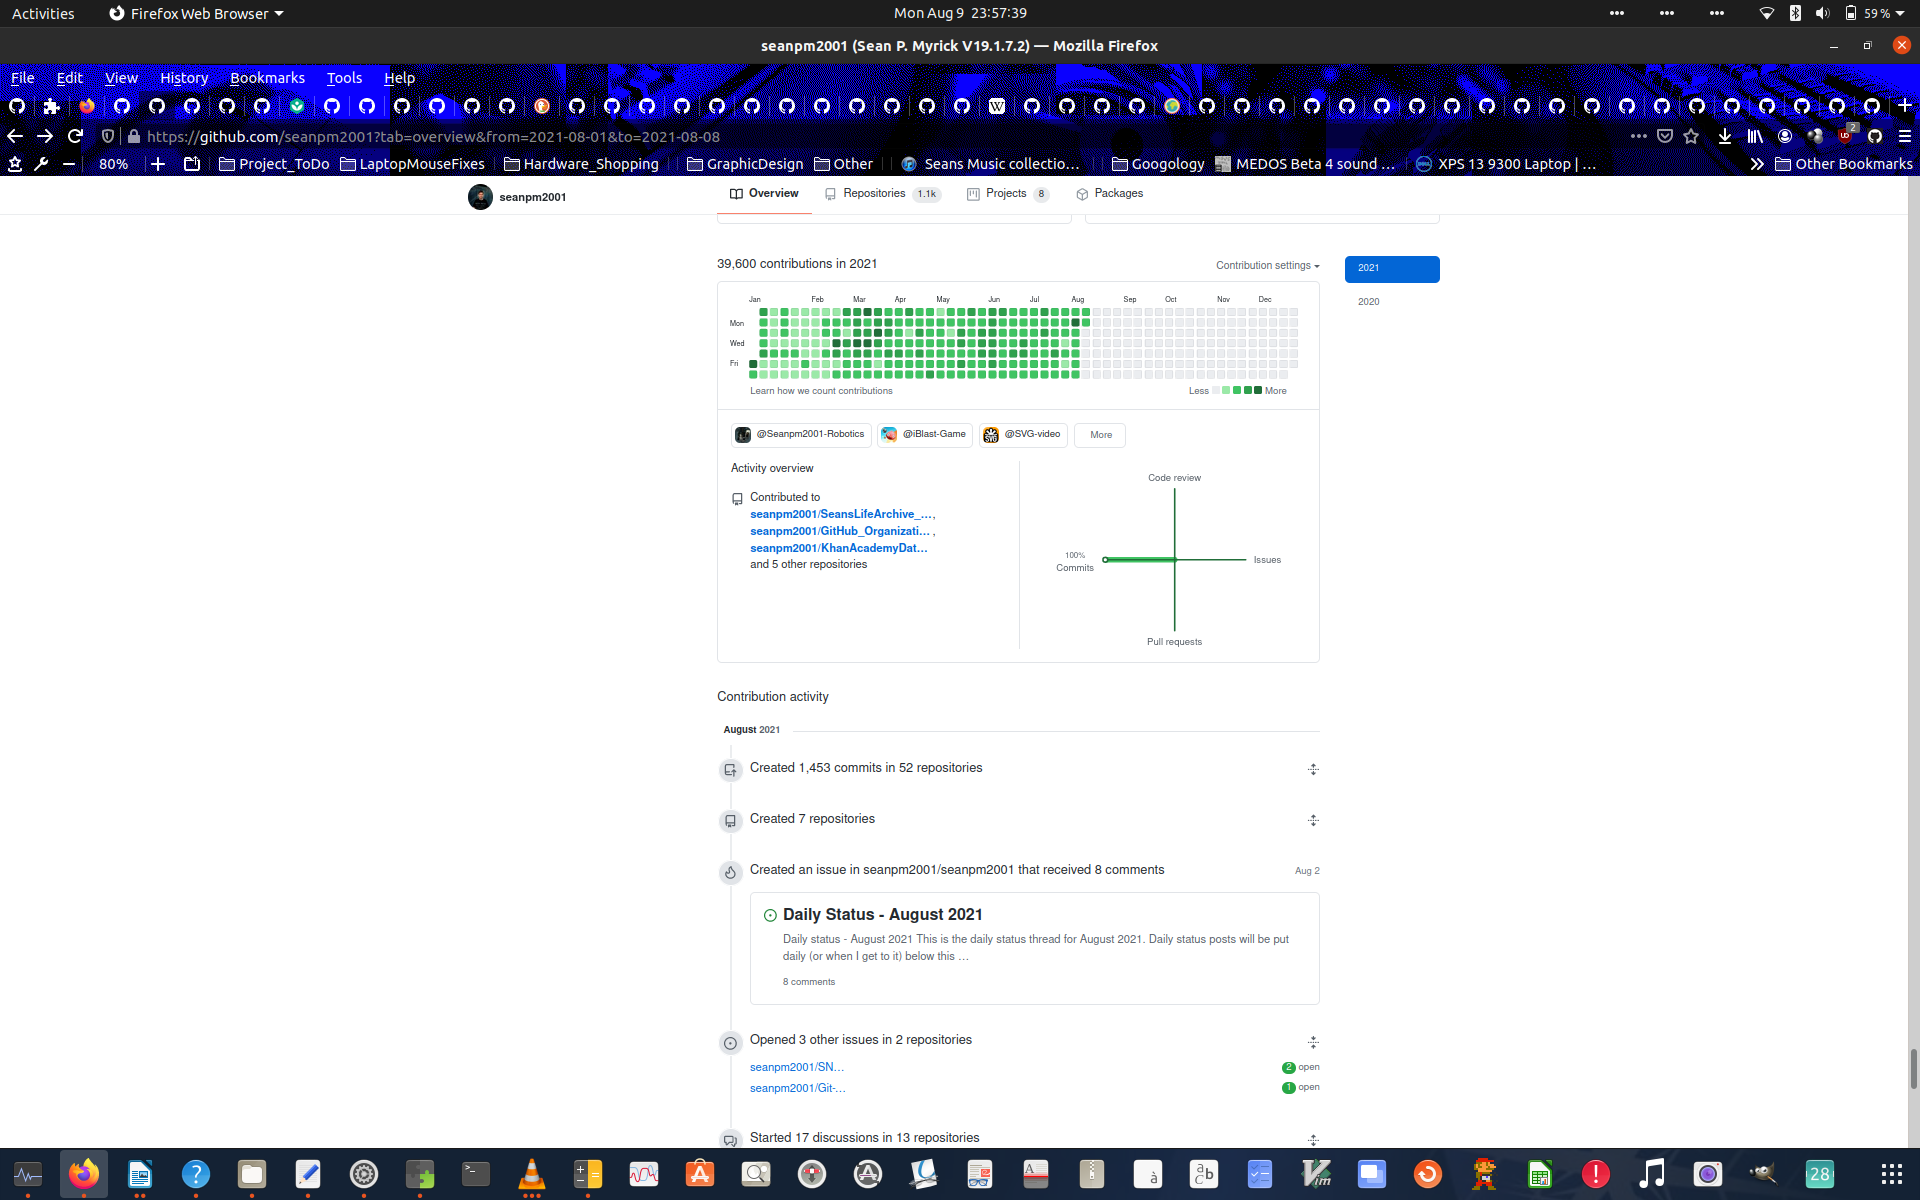 Activities
Firefox Web Browser
Mon Aug 9 23:57:39
59 %
seanpm2001 (Sean P. Myrick V19.1.7.2) — Mozilla Firefox
File Edit View History Bookmarks Tools Help
https://github.com/seanpm2001?tab=overview&from=2021-08-01&to=2021-08-08
2
80%
Project_ToDo
LaptopMouseFixes
Hardware_Shopping
GraphicDesign
Other
Seans Music collectio…
Googology
MEDOS Beta 4 sound …
XPS 13 9300 Laptop | …
Other Bookmarks
seanpm2001
Overview
Repositories 1.1k
Projects 8
Packages
39,600 contributions in 2021
Contribution settings
2021
2020
Jan Feb Mar Apr May Jun Jul Aug Sep Oct Nov Dec
Mon
Wed
Fri
Learn how we count contributions
Less More
@Seanpm2001-Robotics
@iBlast-Game
@SVG-video
More
Activity overview
Contributed to
seanpm2001/SeansLifeArchive_…,
seanpm2001/GitHub_Organizati… ,
seanpm2001/KhanAcademyDat…
and 5 other repositories
Code review
100%
Commits
Issues
Pull requests
Contribution activity
August 2021
Created 1,453 commits in 52 repositories
Created 7 repositories
Created an issue in seanpm2001/seanpm2001 that received 8 comments
Aug 2
Daily Status - August 2021
Daily status - August 2021 This is the daily status thread for August 2021. Daily status posts will be put
daily (or when I get to it) below this …
8 comments
Opened 3 other issues in 2 repositories
seanpm2001/SN…
2 open
seanpm2001/Git-…
1 open
Started 17 discussions in 13 repositories
28